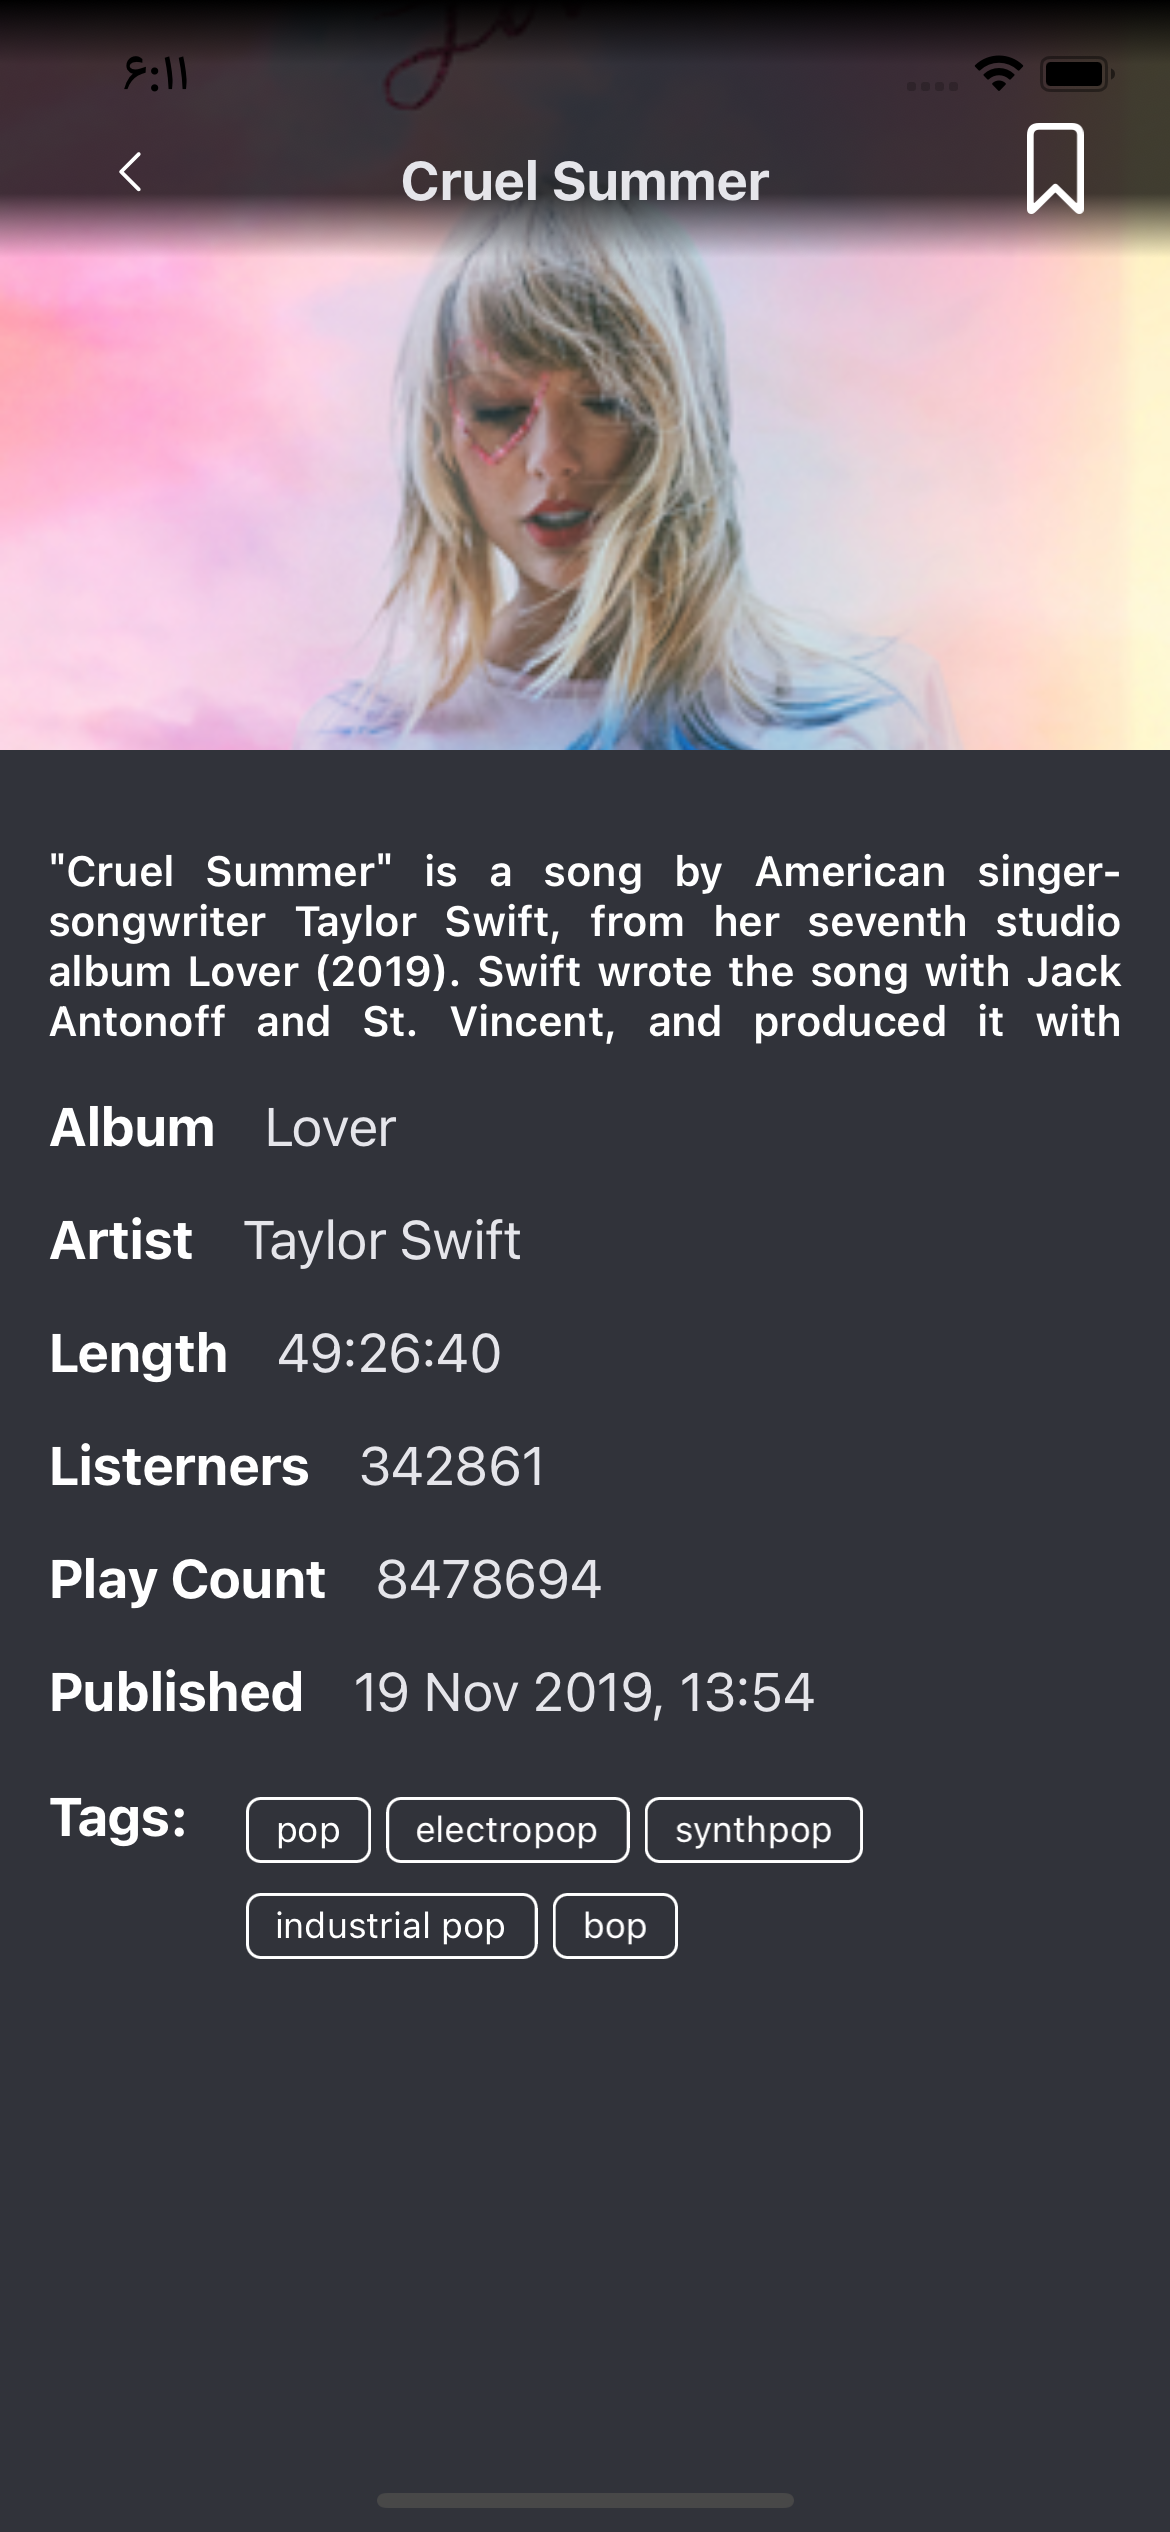 ۶:۱۱
Cruel Summer
"Cruel Summer" is a song by American singer-
songwriter Taylor Swift, from her seventh studio
album Lover (2019). Swift wrote the song with Jack
Antonoff and St. Vincent, and produced it with
Album Lover
Artist Taylor Swift
Length 49:26:40
Listerners 342861
Play Count 8478694
Published 19 Nov 2019, 13:54
Tags: pop electropop synthpop
industrial pop bop